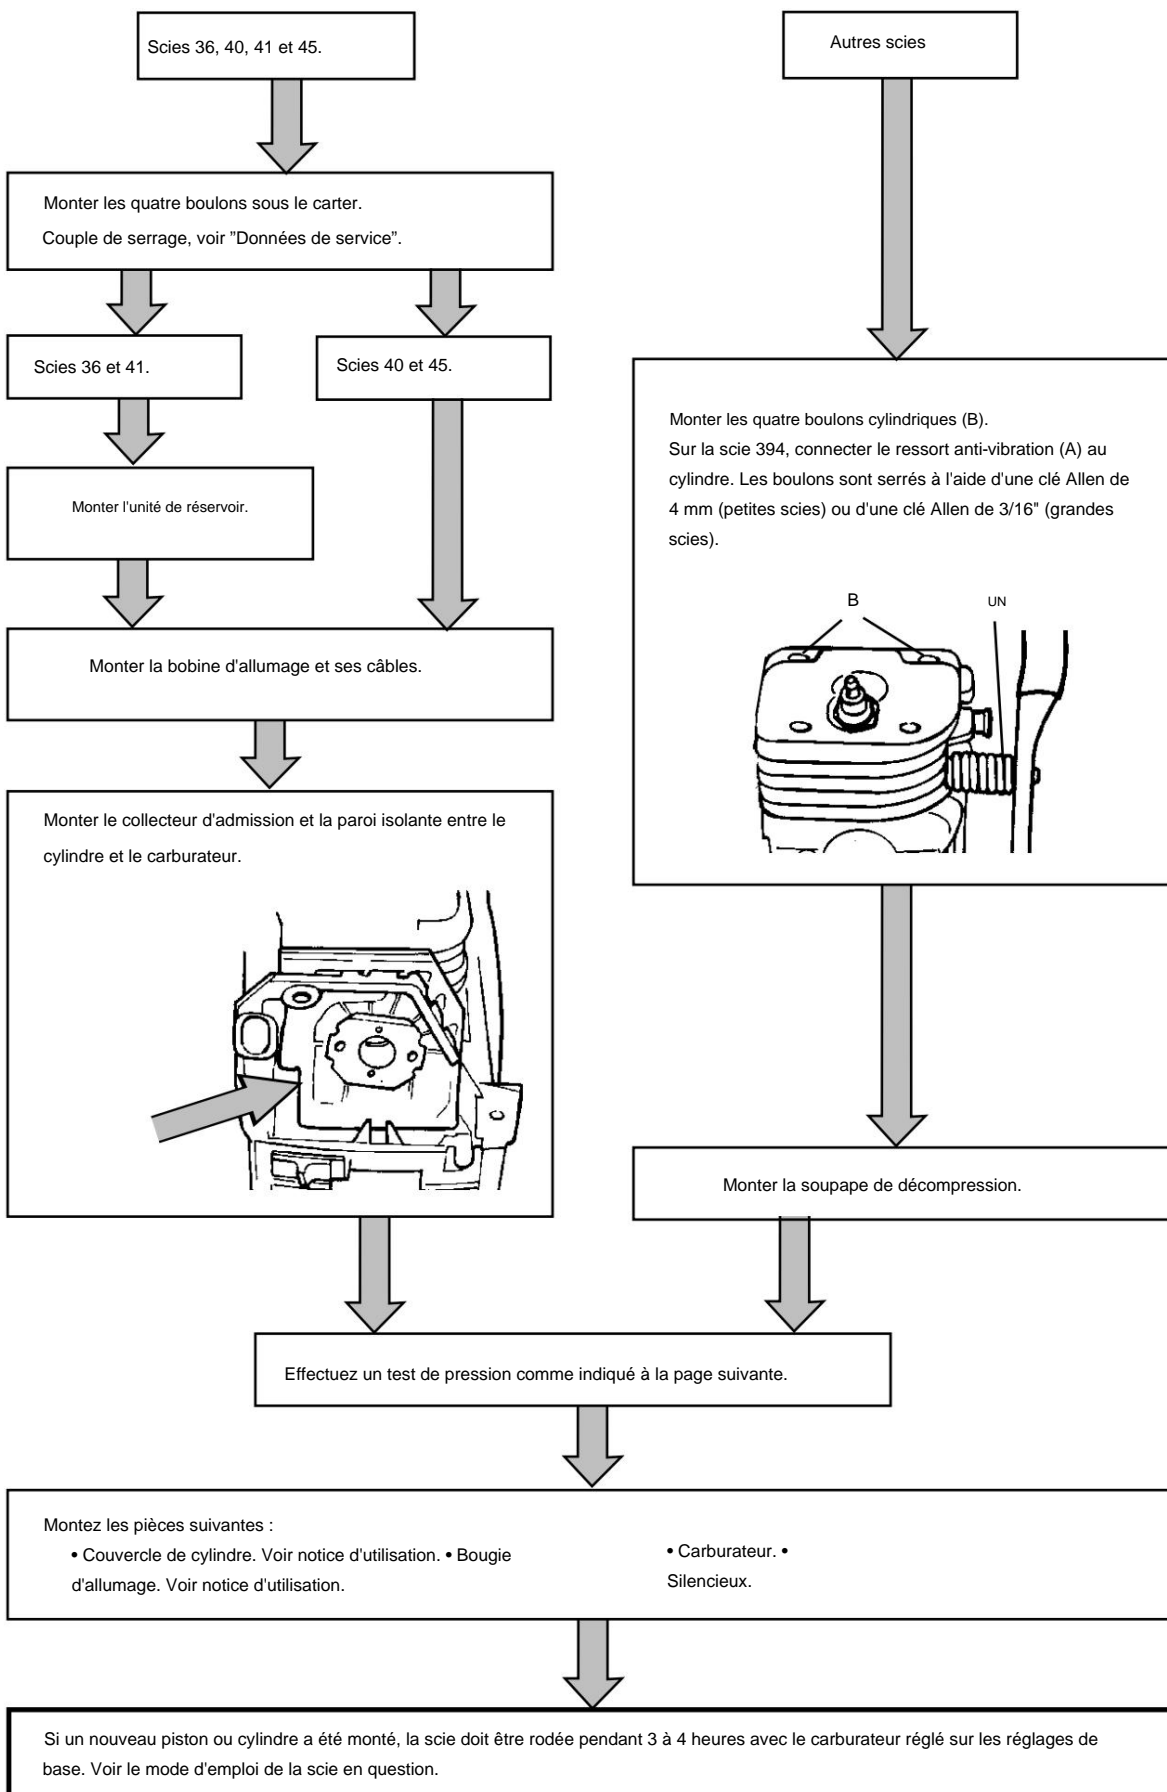 Scies 36, 40, 41 et 45.
Autres scies
Monter les quatre boulons sous le carter.
Couple de serrage, voir ”Données de service”.
Scies 36 et 41.
Scies 40 et 45.
Monter l'unité de réservoir.
Monter la bobine d'allumage et ses câbles.
Monter le collecteur d'admission et la paroi isolante entre le
cylindre et le carburateur.
Monter les quatre boulons cylindriques (B).
Sur la scie 394, connecter le ressort anti-vibration (A) au
cylindre. Les boulons sont serrés à l'aide d'une clé Allen de
4 mm (petites scies) ou d'une clé Allen de 3/16" (grandes
scies).
B
UN
Monter la soupape de décompression.
Effectuez un test de pression comme indiqué à la page suivante.
Montez les pièces suivantes :
• Couvercle de cylindre. Voir notice d'utilisation. • Bougie
d'allumage. Voir notice d'utilisation.
• Carburateur. •
Silencieux.
Si un nouveau piston ou cylindre a été monté, la scie doit être rodée pendant 3 à 4 heures avec le carburateur réglé sur les réglages de
base. Voir le mode d'emploi de la scie en question.